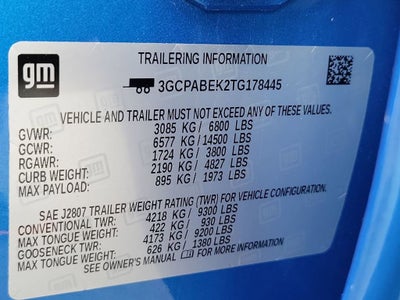 gm
TRAILERING INFORMATION
3GCPABEK2TG178445
VEHICLE AND TRAILER MUST NOT EXCEED ANY OF THESE VALUES.
GVWR: 3085 KG / 6800 LBS
GCWR: 6577 KG / 14500 LBS
RGAWR: 1724 KG / 3800 LBS
CURB WEIGHT: 2190 KG / 4827 LBS
MAX PAYLOAD: 895 KG / 1973 LBS
SAE J2807 TRAILER WEIGHT RATING (TWR) FOR VEHICLE CONFIGURATION.
CONVENTIONAL TWR: 4218 KG / 9300 LBS
MAX TONGUE WEIGHT: 422 KG / 930 LBS
GOOSENECK TWR: 4173 KG / 9200 LBS
MAX TONGUE WEIGHT: 626 KG / 1380 LBS
SEE OWNER'S MANUAL FOR MORE INFORMATION